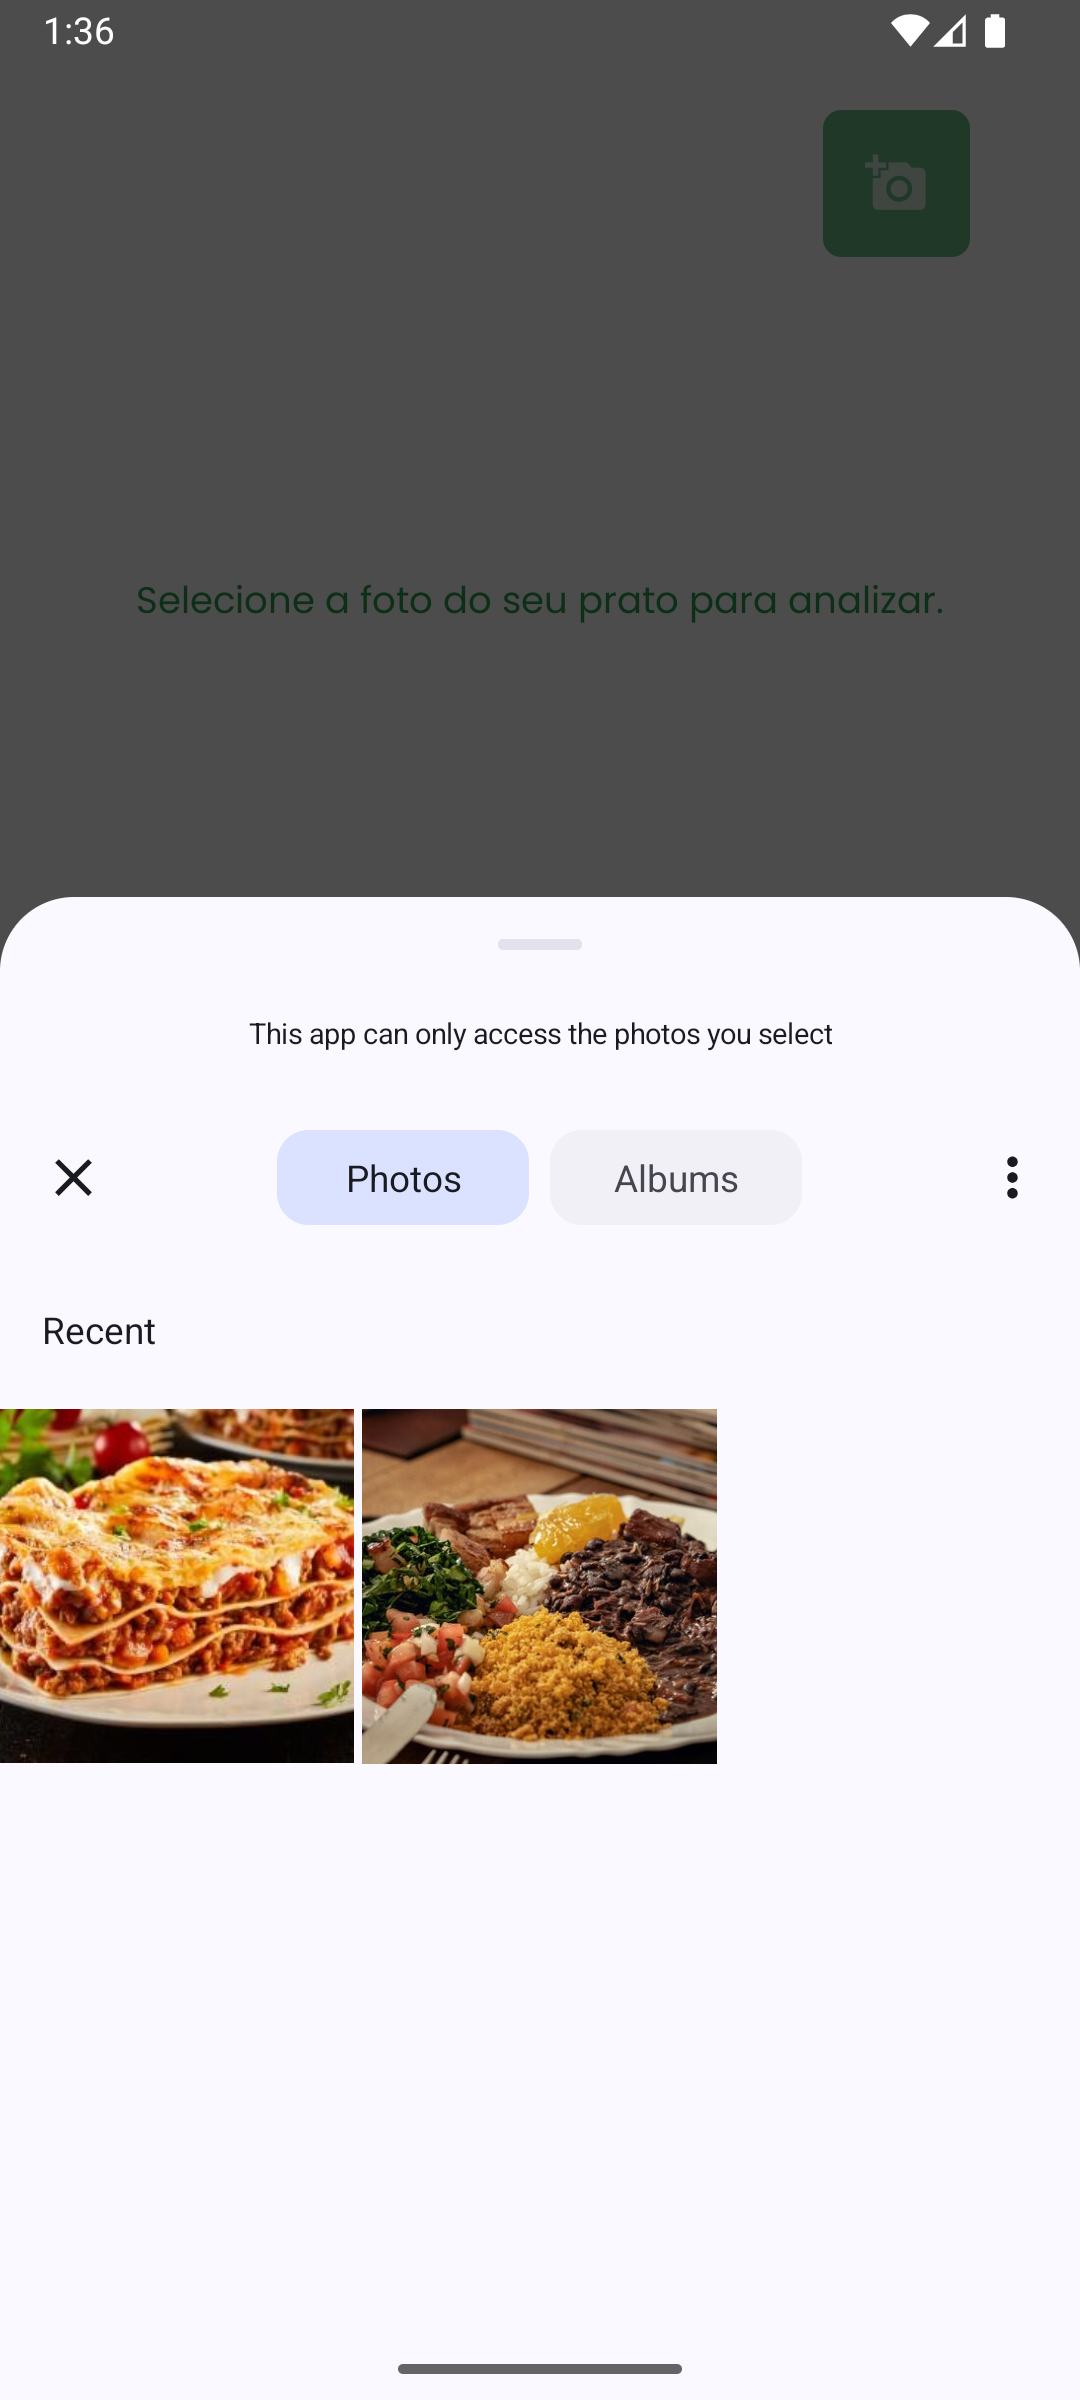 1:36
Selecione a foto do seu prato para analizar.
This app can only access the photos you select
Photos
Albums
Recent